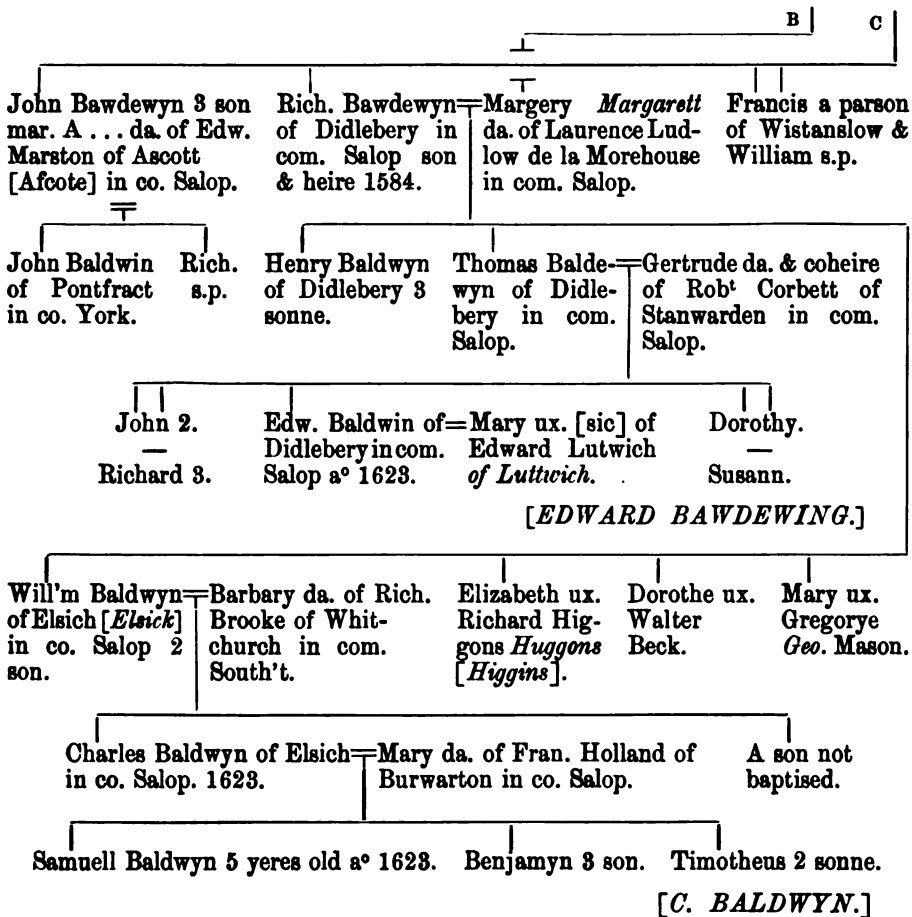 B C
John Bawdewyn 3 son
mar. A . . . da. of Edw.
Marston of Ascott
[Afcote] in co. Salop.
Rich. Bawdewyn
of Didlebery in
com. Salop son
& heire 1584.
=Margery Margarett
da. of Laurence Lud-
low de la Morehouse
in com. Salop.
Francis a parson
of Wistanslow &
William s.p.
John Baldwin
of Pontfract
in co. York.
Rich.
s.p.
Henry Baldwyn
of Didlebery 3
sonne.
Thomas Balde-
wyn of Didle-
bery in com.
Salop.
=Gertrude da. & coheire
of Robᵗ Corbett of
Stanwarden in com.
Salop.
John 2.
—
Richard 3.
Edw. Baldwin of
Didlebery in com.
Salop aº 1623.
=Mary ux. [sic] of
Edward Lutwich
of Luttwich.
Dorothy.
—
Susann.
[EDWARD BAWDEWING.]
Will'm Baldwyn
of Elsich [Elsick]
in co. Salop 2
son.
=Barbary da. of Rich.
Brooke of Whit-
church in com.
South't.
Elizabeth ux.
Richard Hig-
gons Huggons
[Higgins].
Dorothe ux.
Walter
Beck.
Mary ux.
Gregorye
Geo. Mason.
Charles Baldwyn of Elsich
in co. Salop. 1623.
=Mary da. of Fran. Holland of
Burwarton in co. Salop.
A son not
baptised.
Samuell Baldwyn 5 yeres old aº 1623.
Benjamyn 3 son.
Timotheus 2 sonne.
[C. BALDWYN.]